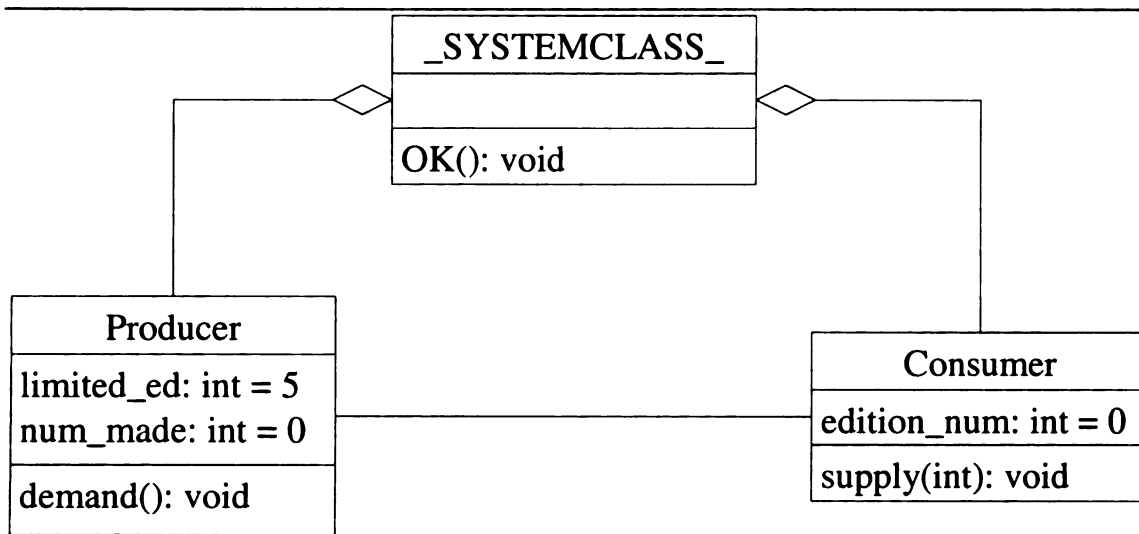 _SYSTEMCLASS_
OK(): void
Producer
limited_ed: int = 5
num_made: int = 0
demand(): void
Consumer
edition_num: int = 0
supply(int): void